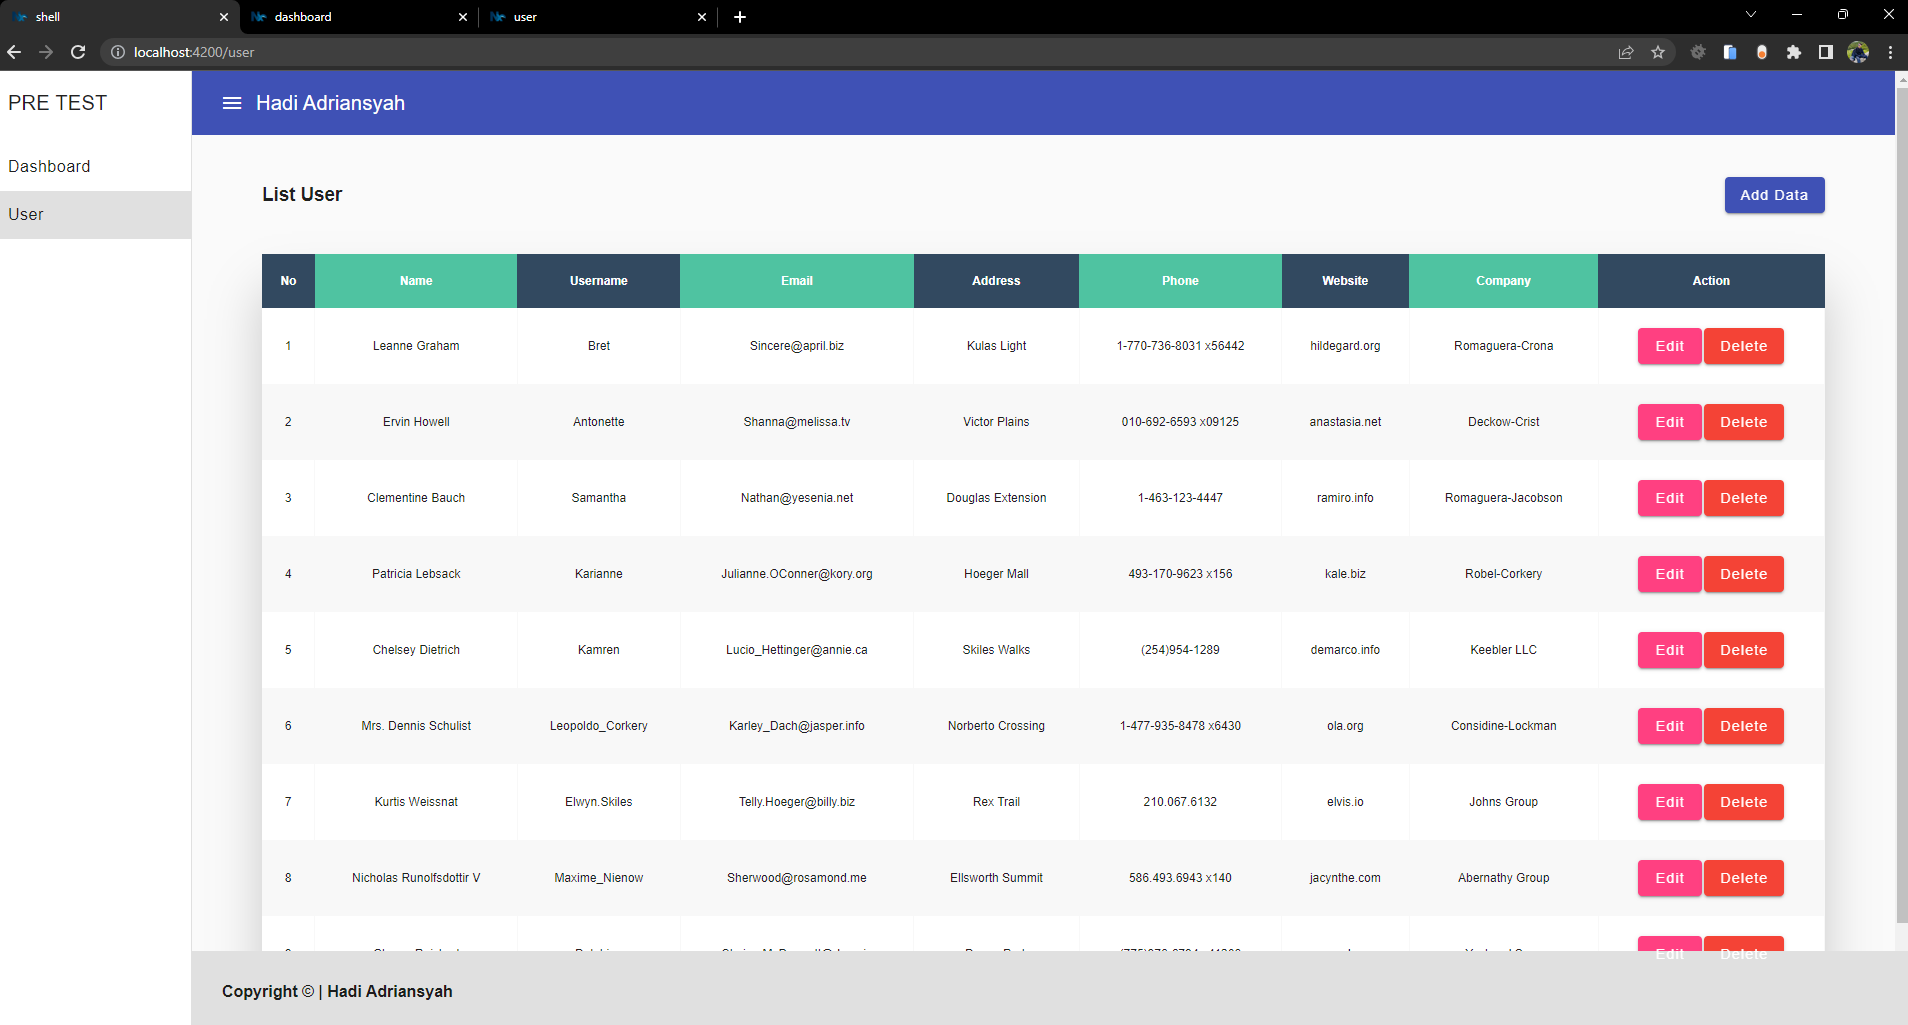 shell dashboard user
localhost:4200/user
PRE TEST
Hadi Adriansyah
Dashboard
User
List User Add Data
No Name Username Email Address Phone Website Company Action
1 Leanne Graham Bret Sincere@april.biz Kulas Light 1-770-736-8031 x56442 hildegard.org Romaguera-Crona Edit Delete
2 Ervin Howell Antonette Shanna@melissa.tv Victor Plains 010-692-6593 x09125 anastasia.net Deckow-Crist Edit Delete
3 Clementine Bauch Samantha Nathan@yesenia.net Douglas Extension 1-463-123-4447 ramiro.info Romaguera-Jacobson Edit Delete
4 Patricia Lebsack Karianne Julianne.OConner@kory.org Hoeger Mall 493-170-9623 x156 kale.biz Robel-Corkery Edit Delete
5 Chelsey Dietrich Kamren Lucio_Hettinger@annie.ca Skiles Walks (254)954-1289 demarco.info Keebler LLC Edit Delete
6 Mrs. Dennis Schulist Leopoldo_Corkery Karley_Dach@jasper.info Norberto Crossing 1-477-935-8478 x6430 ola.org Considine-Lockman Edit Delete
7 Kurtis Weissnat Elwyn.Skiles Telly.Hoeger@billy.biz Rex Trail 210.067.6132 elvis.io Johns Group Edit Delete
8 Nicholas Runolfsdottir V Maxime_Nienow Sherwood@rosamond.me Ellsworth Summit 586.493.6943 x140 jacynthe.com Abernathy Group Edit Delete
Edit Delete
Copyright © | Hadi Adriansyah